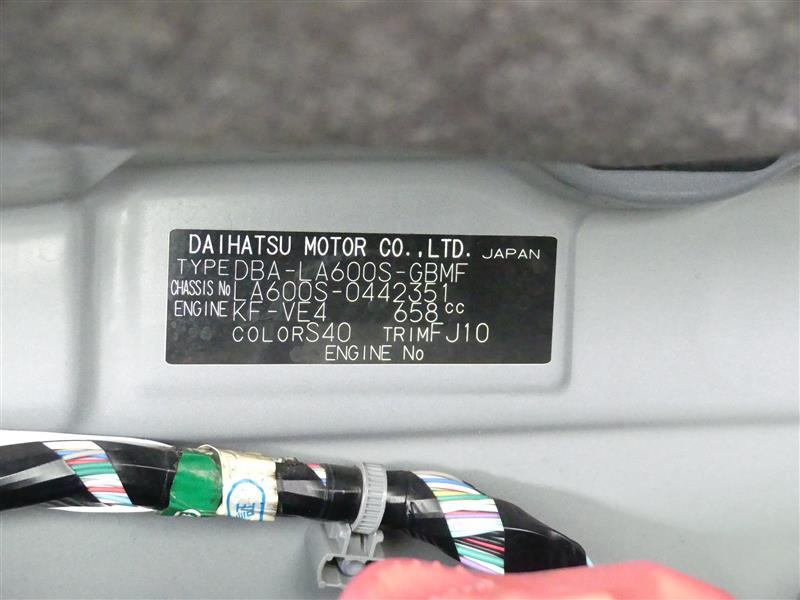 DAIHATSU MOTOR CO.,LTD. JAPAN
TYPE DBA-LA600S-GBMF
CHASSIS No LA600S-0442351
ENGINE KF-VE4 658cc
COLOR S40 TRIM FJ10
ENGINE No